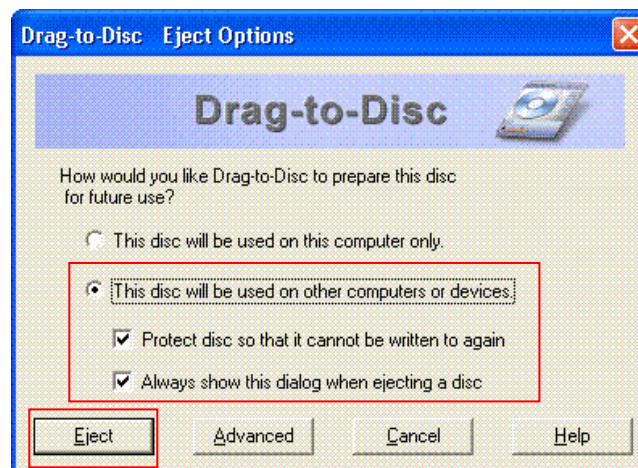 Drag-to-Disc Eject Options
Drag-to-Disc
How would you like Drag-to-Disc to prepare this disc
for future use?
This disc will be used on this computer only.
This disc will be used on other computers or devices.
Protect disc so that it cannot be written to again
Always show this dialog when ejecting a disc
Eject Advanced Cancel Help